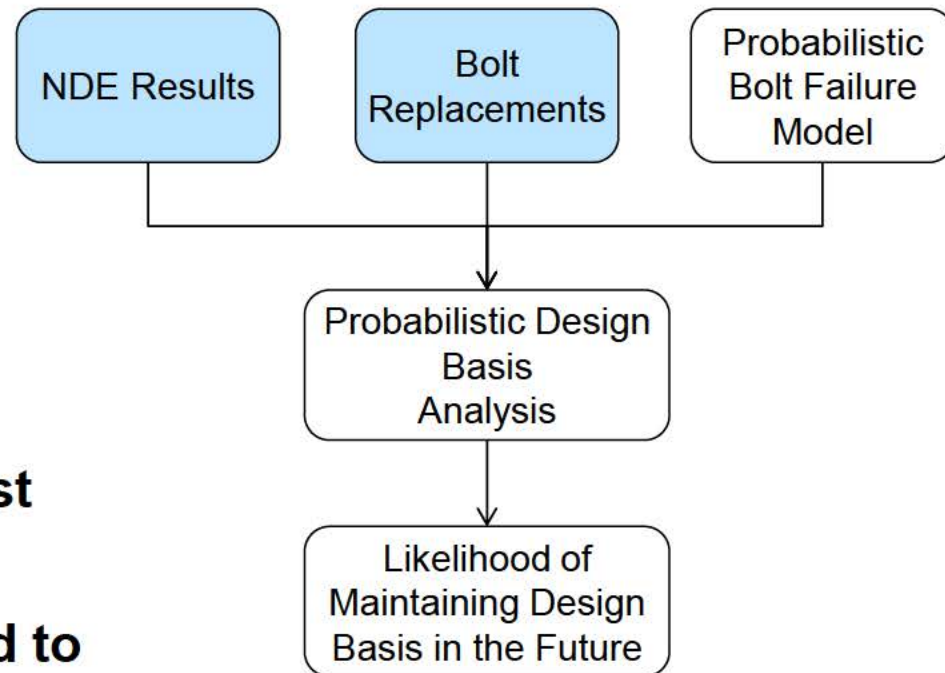 NDE Results
Bolt
Replacements
Probabilistic
Bolt Failure
Model
Probabilistic Design
Basis
Analysis
Likelihood of
Maintaining Design
Basis in the Future
st
d to